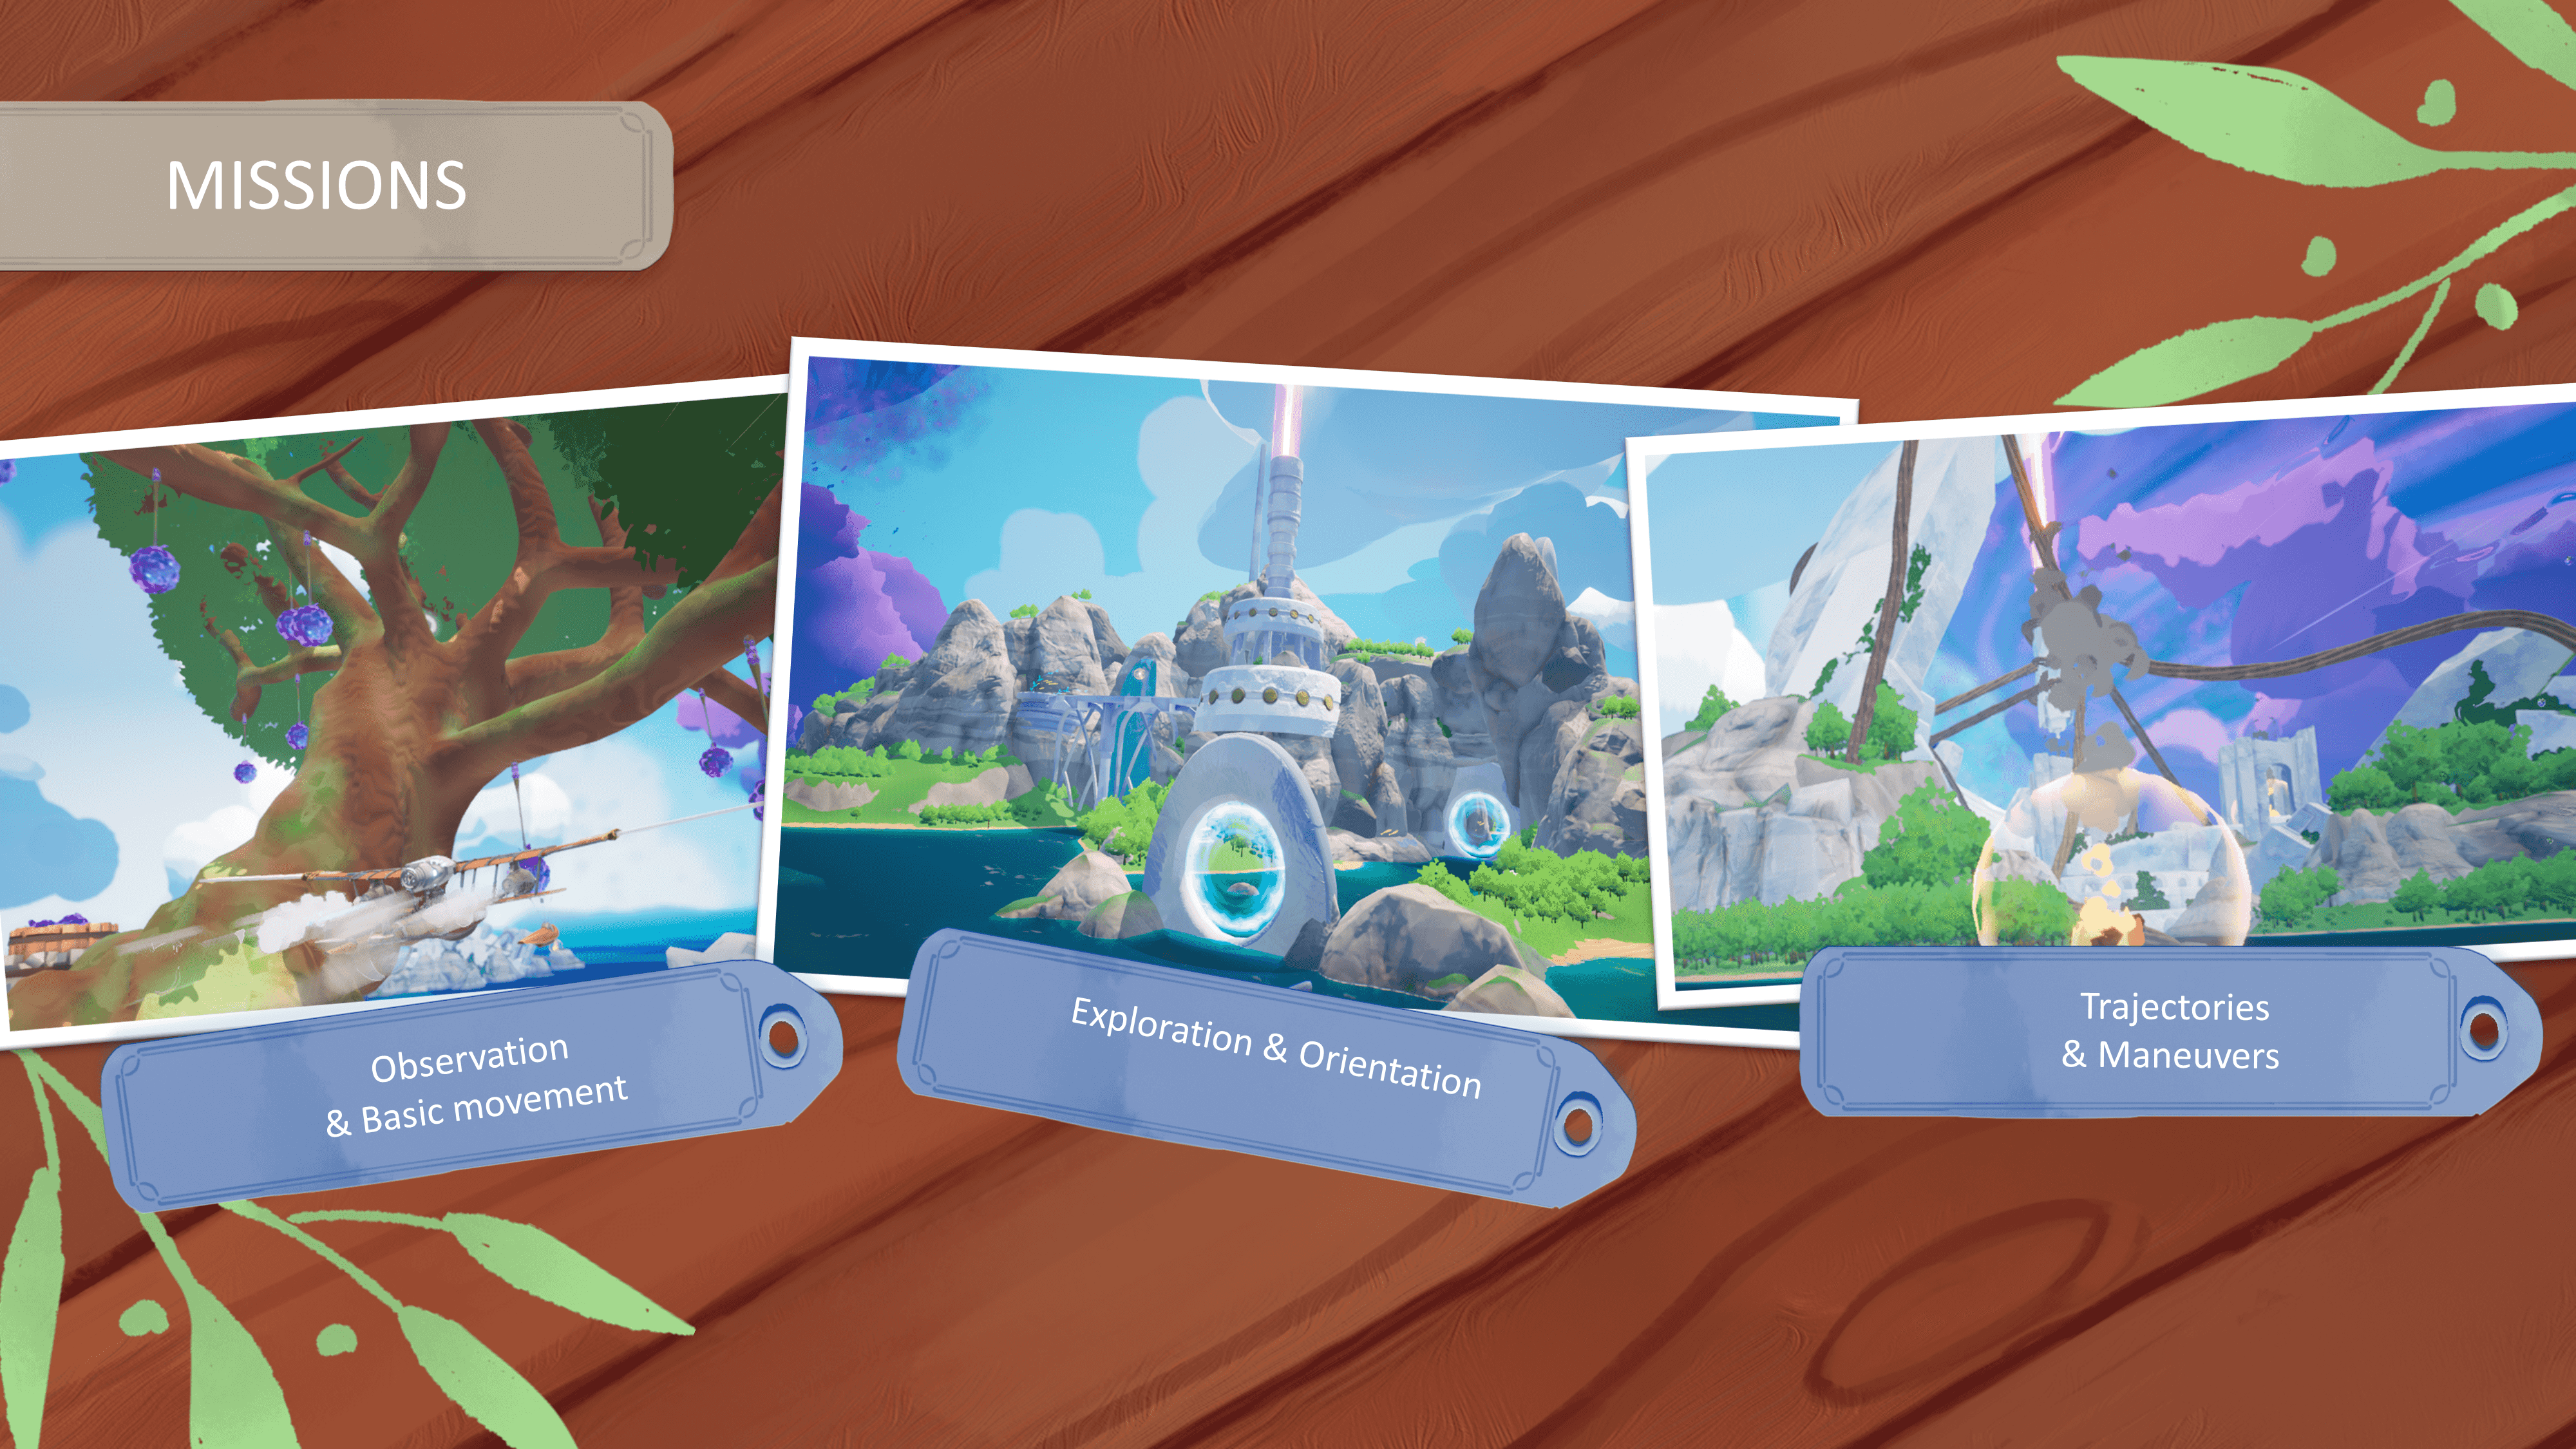 MISSIONS
Observation
& Basic movement
Exploration & Orientation
Trajectories
& Maneuvers